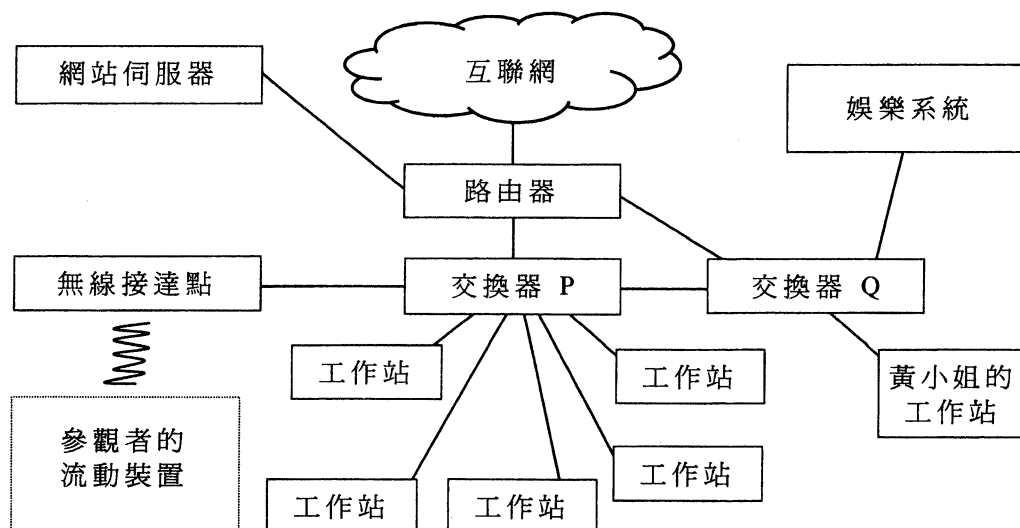 互聯網
網站伺服器
娛樂系統
路由器
無線接達點
交換器 P
交換器 Q
工作站
工作站
黃小姐的
工作站
參觀者的
流動裝置
工作站
工作站
工作站